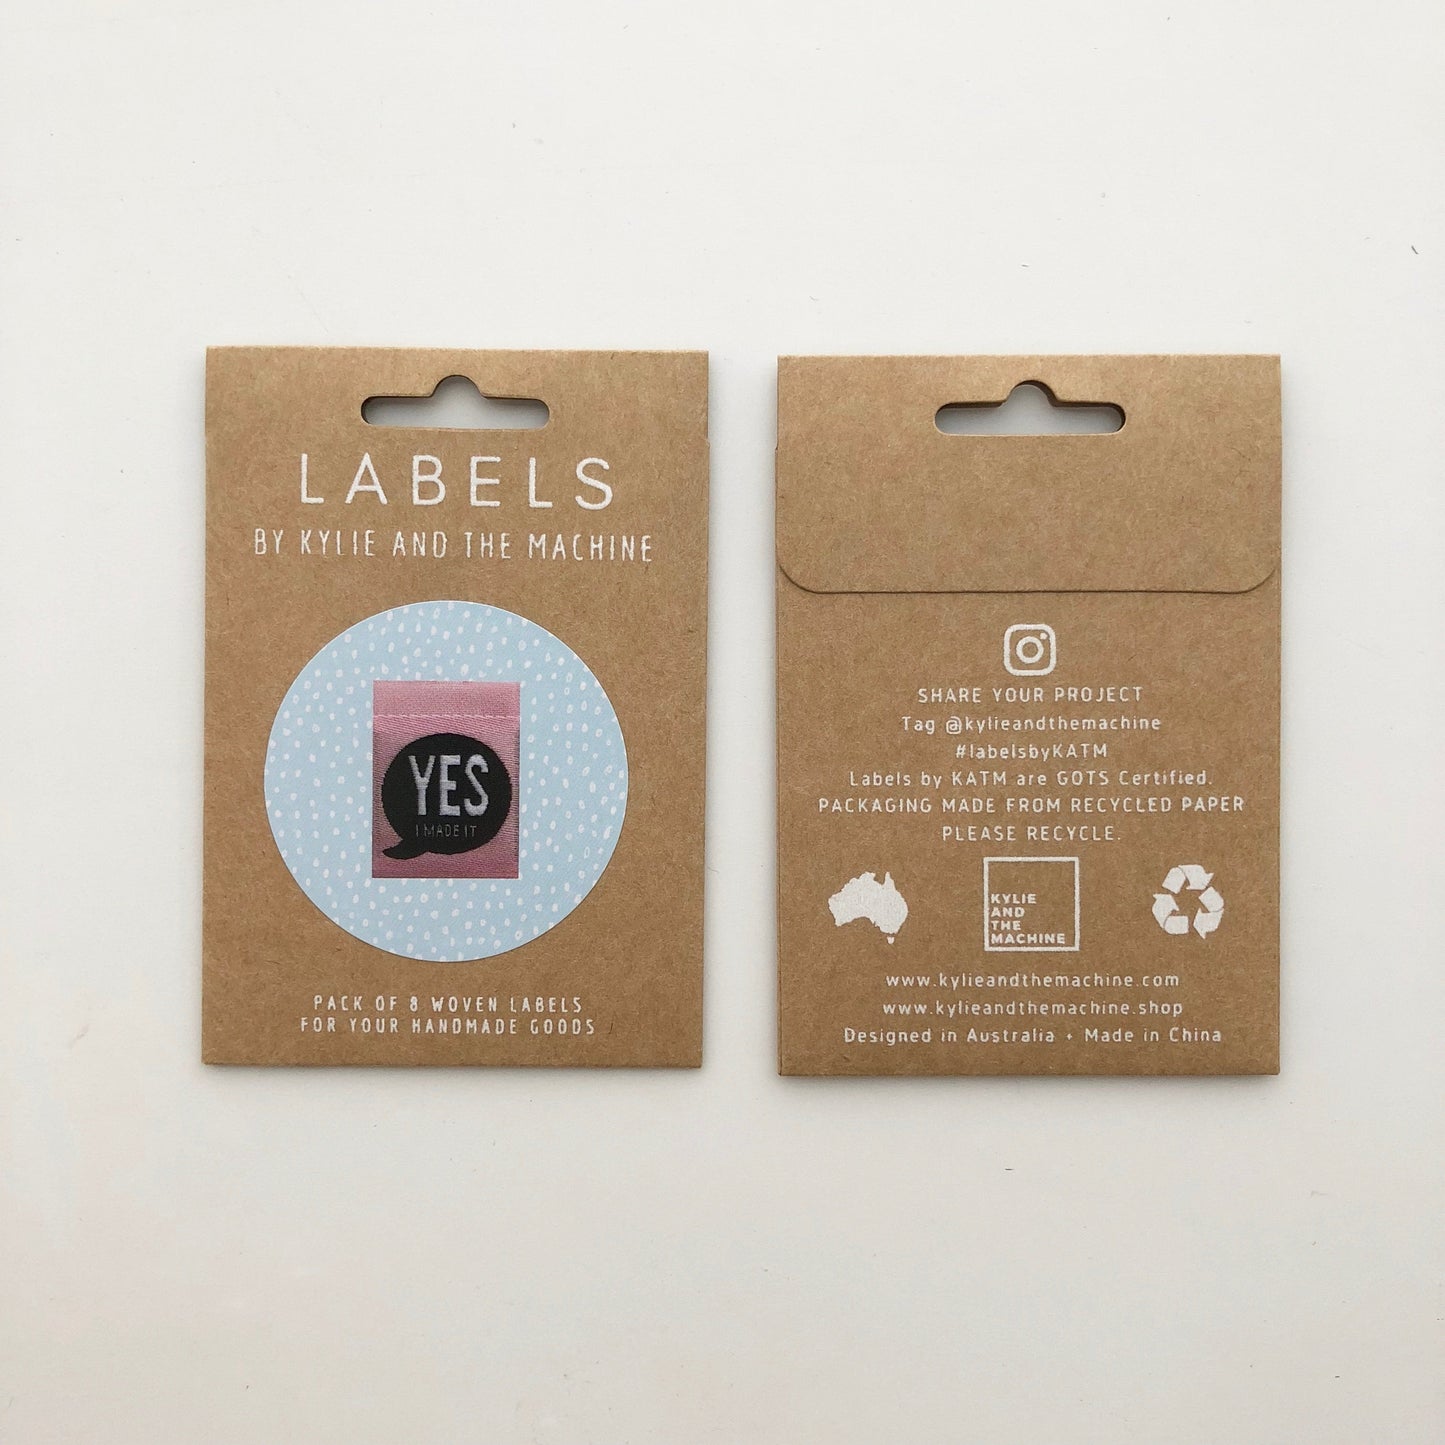 LABELS
BY KYLIE AND THE MACHINE
YES
I MADE IT
PACK OF 8 WOVEN LABELS
FOR YOUR HANDMADE GOODS
SHARE YOUR PROJECT
Tag @kylieandthemachine
#labelsbyKATM
Labels by KATM are GOTS Certified.
PACKAGING MADE FROM RECYCLED PAPER
PLEASE RECYCLE.
KYLIE
AND
THE
MACHINE
www.kylieandthemachine.com
www.kylieandthemachine.shop
Designed in Australia + Made in China